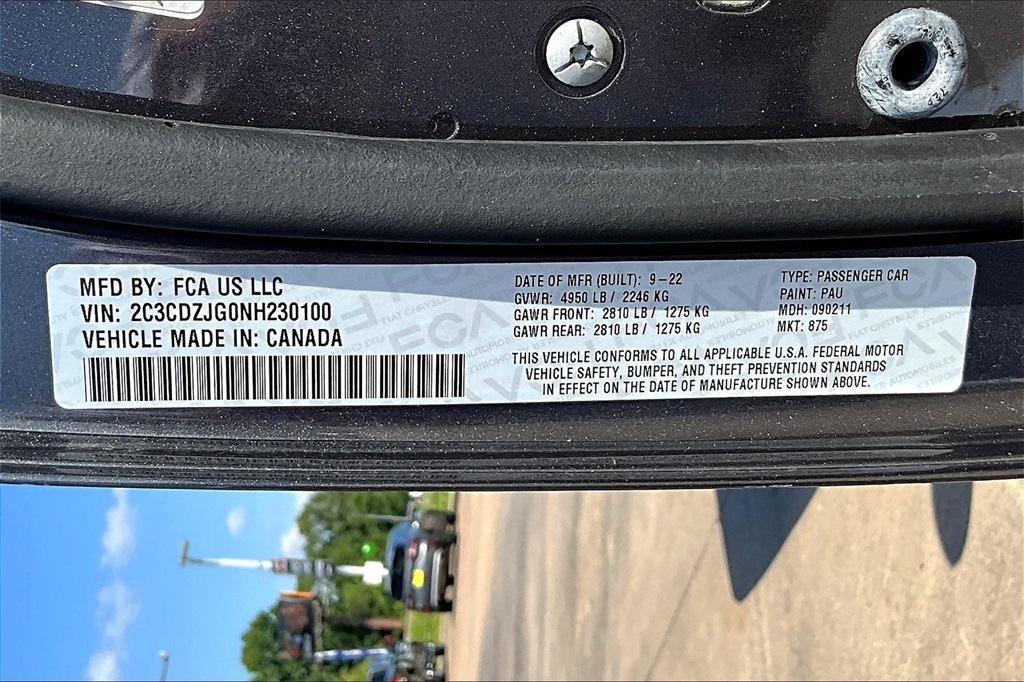 MFD BY: FCA US LLC
VIN: 2C3CDZJG0NH230100
VEHICLE MADE IN: CANADA
DATE OF MFR (BUILT): 9-22
GVWR: 4950 LB / 2246 KG
GAWR FRONT: 2810 LB / 1275 KG
GAWR REAR: 2810 LB / 1275 KG
TYPE: PASSENGER CAR
PAINT: PAU
MDH: 090211
MKT: 875
THIS VEHICLE CONFORMS TO ALL APPLICABLE U.S.A. FEDERAL MOTOR
VEHICLE SAFETY, BUMPER, AND THEFT PREVENTION STANDARDS
IN EFFECT ON THE DATE OF MANUFACTURE SHOWN ABOVE.